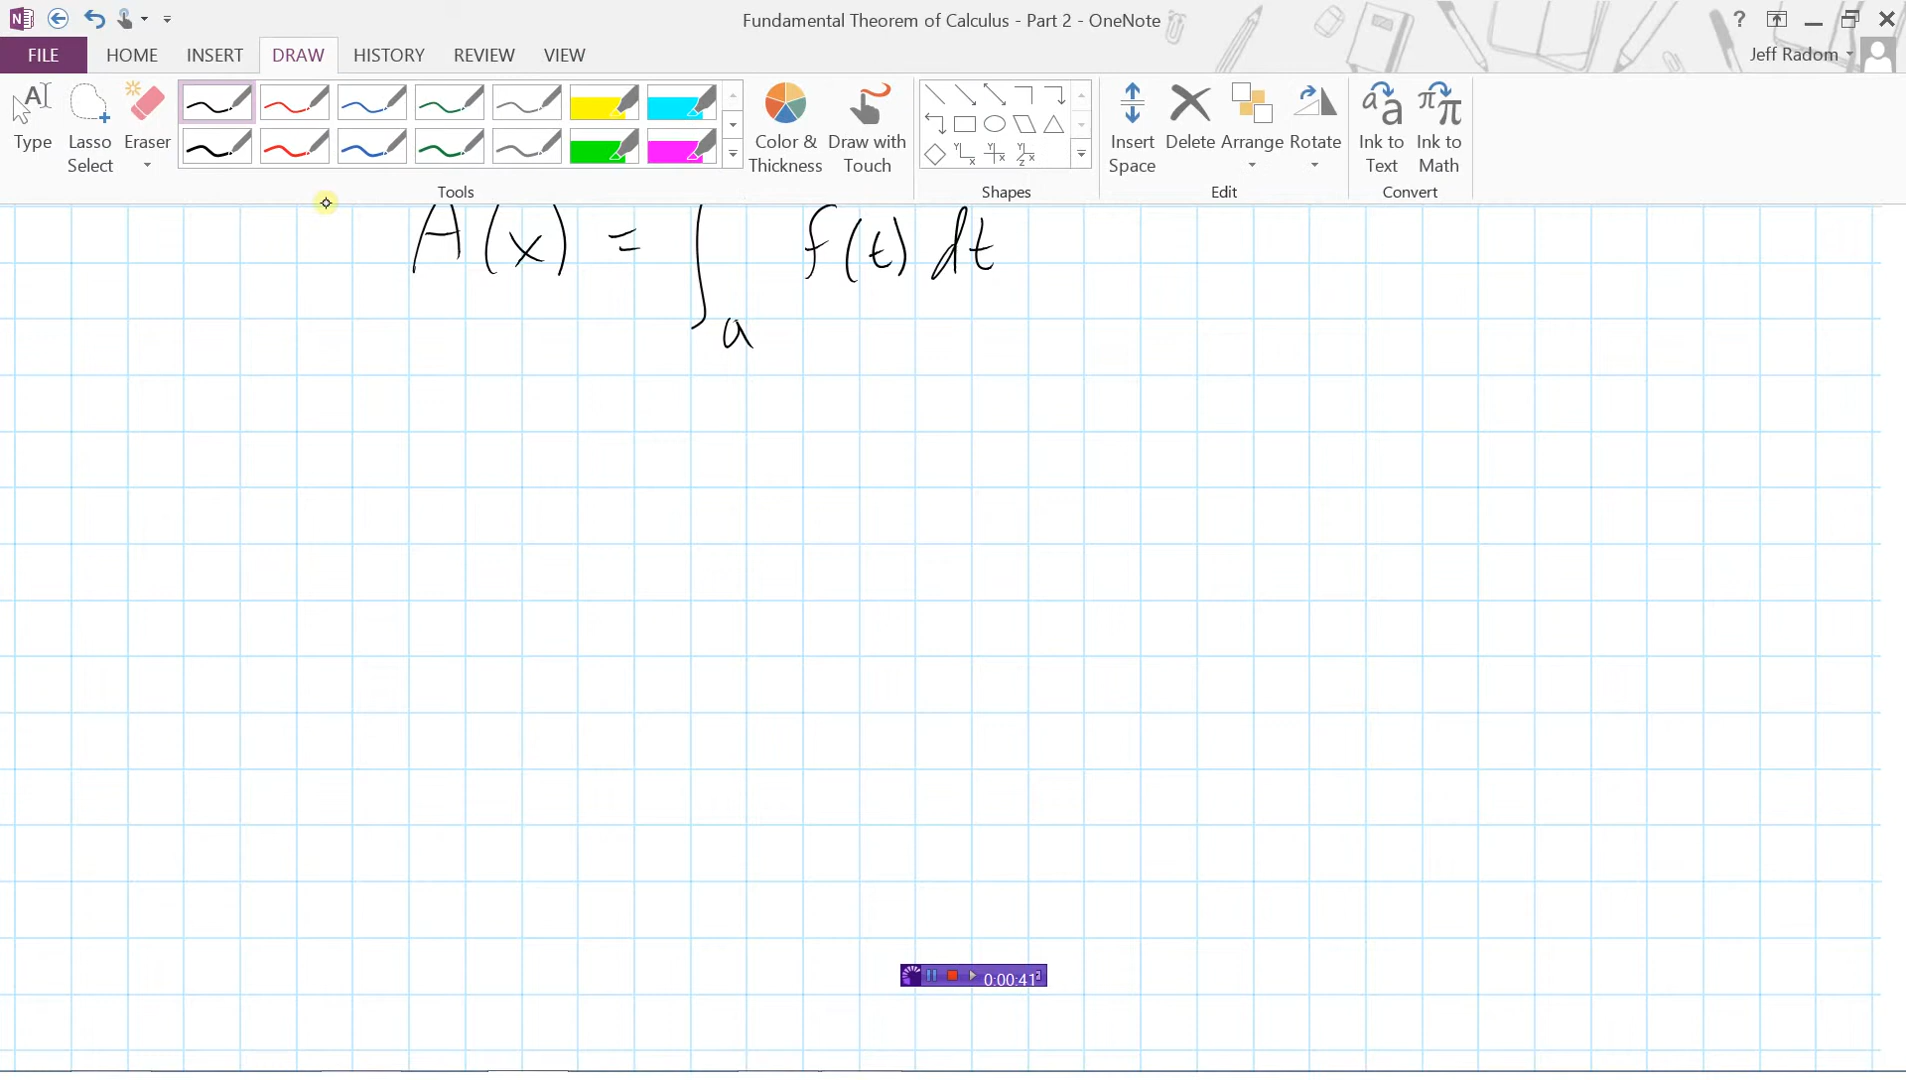 Fundamental Theorem of Calculus - Part 2 - OneNote
?
FILE HOME INSERT DRAW HISTORY REVIEW VIEW
Jeff Radom
Type
Lasso Select
Eraser
Color & Thickness
Draw with Touch
Insert Space
Delete
Arrange
Rotate
Ink to Text
Ink to Math
Tools
Shapes
Edit
Convert
A(x) = ∫ₐ f(t) dt
0:00:41